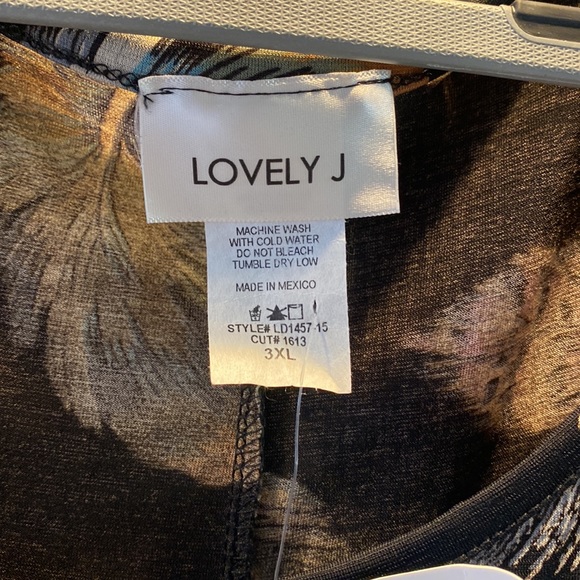 LOVELY J
MACHINE WASH
WITH COLD WATER
DO NOT BLEACH
TUMBLE DRY LOW
MADE IN MEXICO
STYLE# LD1457 15
CUT# 1613
3XL